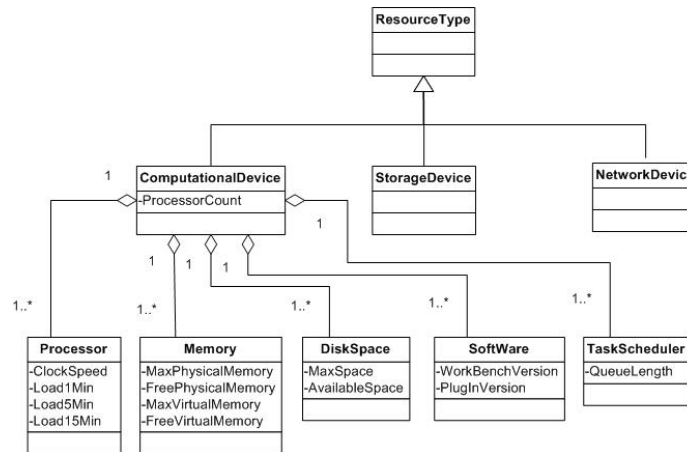 ResourceType
ComputationalDevice
-ProcessorCount
StorageDevice
NetworkDevic
1
1
1
1
1
1..*
1..*
1..*
1..*
1..*
Processor
-ClockSpeed
-Load1Min
-Load5Min
-Load15Min
Memory
-MaxPhysicalMemory
-FreePhysicalMemory
-MaxVirtualMemory
-FreeVirtualMemory
DiskSpace
-MaxSpace
-AvailableSpace
SoftWare
-WorkBenchVersion
-PlugInVersion
TaskScheduler
-QueueLength